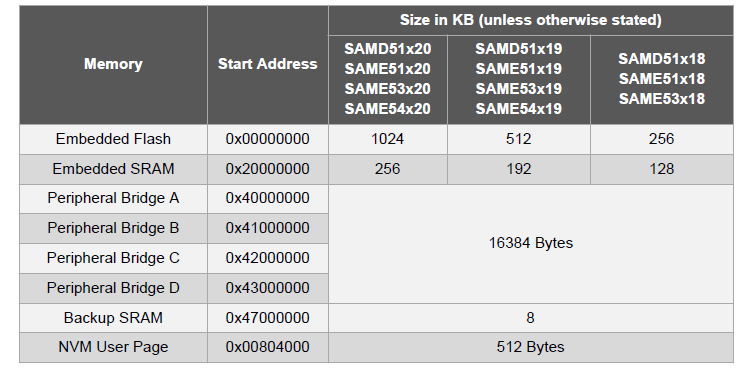 Memory
Start Address
Size in KB (unless otherwise stated)
SAMD51x20
SAME51x20
SAME53x20
SAME54x20
SAMD51x19
SAME51x19
SAME53x19
SAME54x19
SAMD51x18
SAME51x18
SAME53x18
Embedded Flash 0x00000000 1024 512 256
Embedded SRAM 0x20000000 256 192 128
Peripheral Bridge A 0x40000000
Peripheral Bridge B 0x41000000
Peripheral Bridge C 0x42000000
Peripheral Bridge D 0x43000000
16384 Bytes
Backup SRAM 0x47000000 8
NVM User Page 0x00804000 512 Bytes